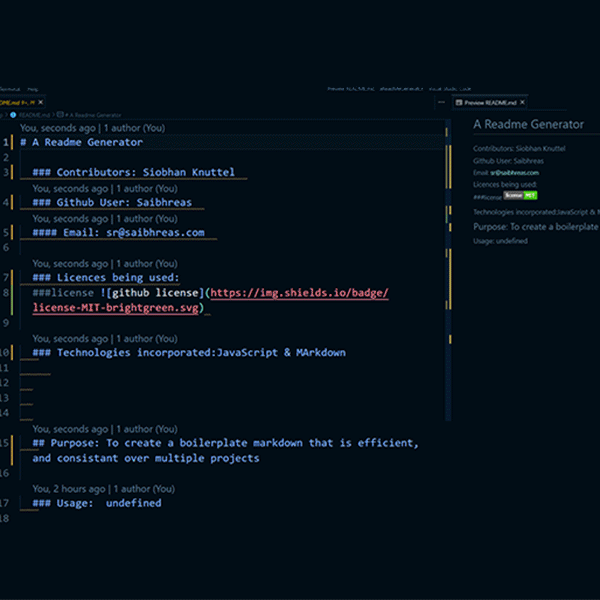 README.md
Preview README.md
README.md > # A Readme Generator
You, seconds ago | 1 author (You)
1 # A Readme Generator
2
3 ### Contributors: Siobhan Knuttel
You, seconds ago | 1 author (You)
4 ### Github User: Saibhreas
You, seconds ago | 1 author (You)
5 #### Email: sr@saibhreas.com
6
You, seconds ago | 1 author (You)
7 ### Licences being used:
8 ###license ![github license](https://img.shields.io/badge/
license-MIT-brightgreen.svg)
9
You, seconds ago | 1 author (You)
10 ### Technologies incorporated:JavaScript & MArkdown
11
12
13
14
You, seconds ago | 1 author (You)
15 ## Purpose: To create a boilerplate markdown that is efficient,
and consistant over multiple projects
16
You, 2 hours ago | 1 author (You)
17 ### Usage:  undefined
18
A Readme Generator
Contributors: Siobhan Knuttel
Github User: Saibhreas
Email: sr@saibhreas.com
Licences being used:
###license license MIT
Technologies incorporated:JavaScript & M
Purpose: To create a boilerplate
Usage: undefined